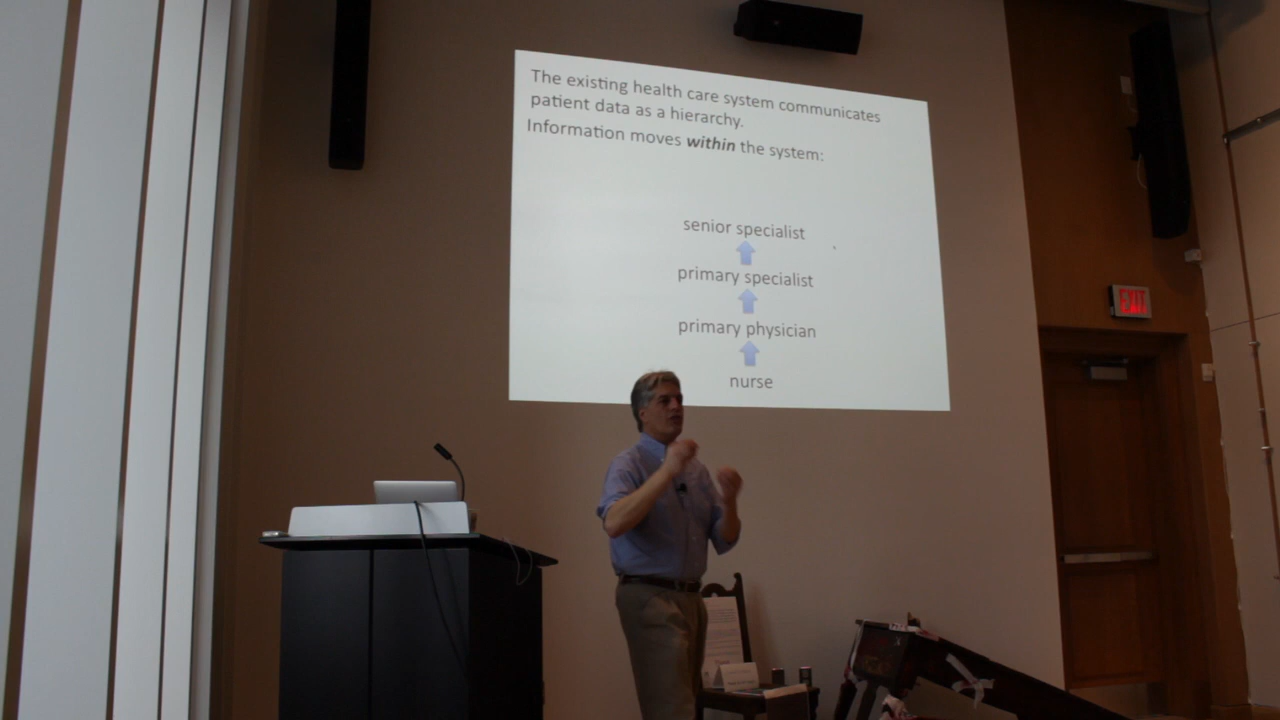 The existing health care system communicates
patient data as a hierarchy.
Information moves within the system:
senior specialist
primary specialist
primary physician
nurse
EXIT